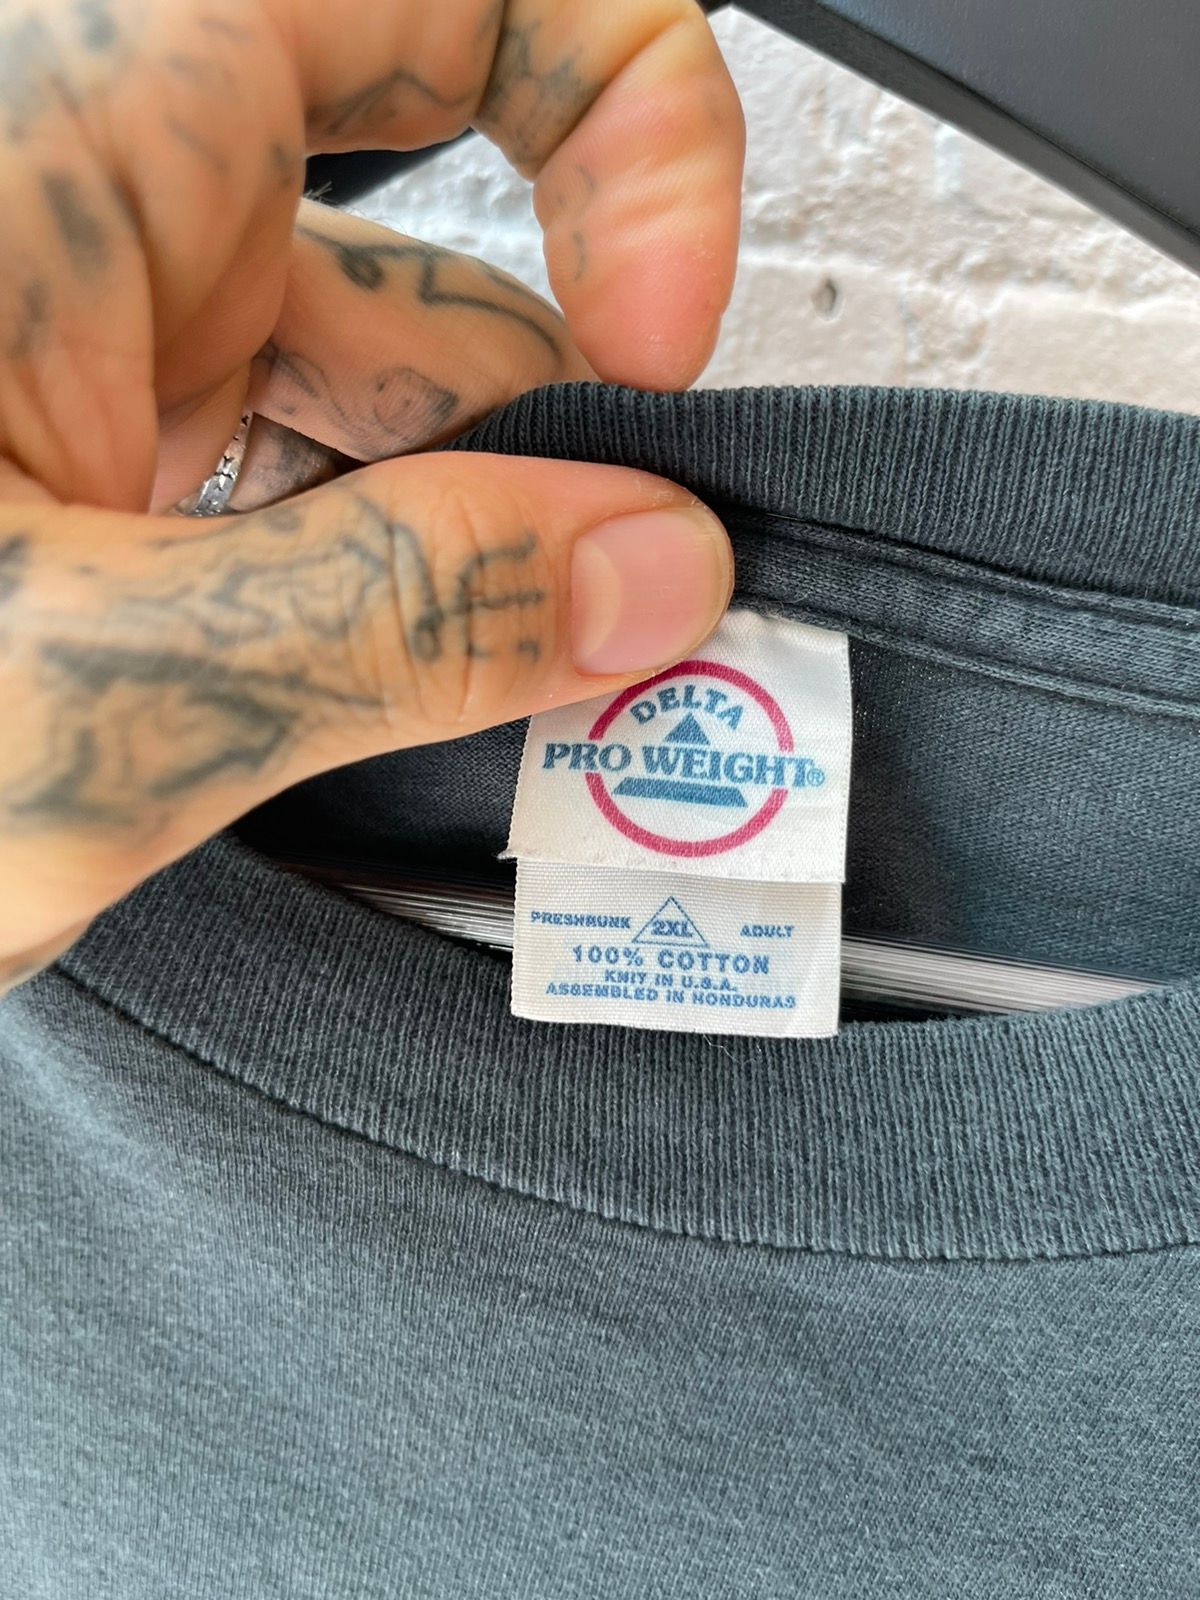 DELTA
PRO WEIGHT®
PRESHRUNK 2XL ADULT
100% COTTON
KNIT IN U.S.A.
ASSEMBLED IN HONDURAS